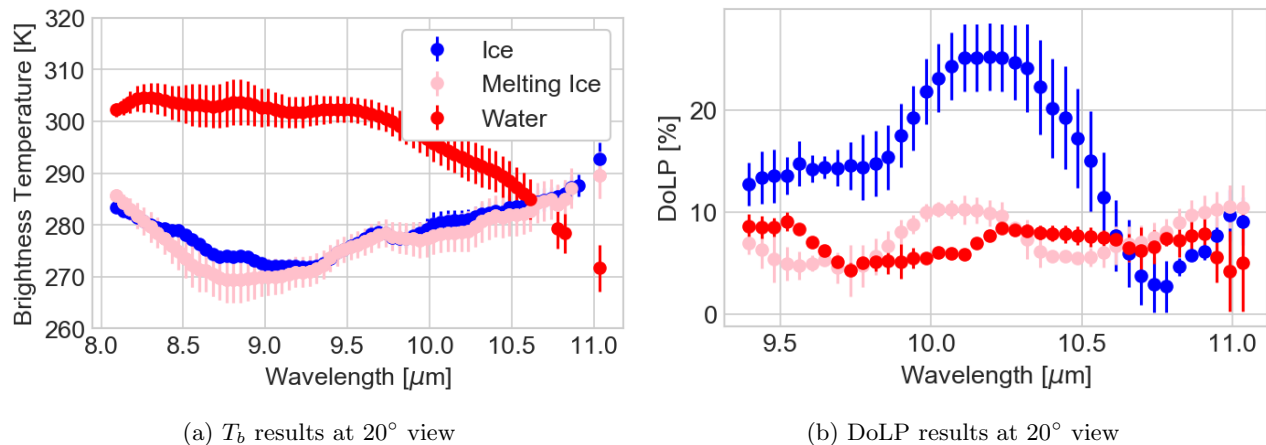 320
310
300
290
280
270
260
Brightness Temperature [K]
Ice
Melting Ice
Water
8.0 8.5 9.0 9.5 10.0 10.5 11.0
Wavelength [μm]
(a) T_b results at 20° view
20
10
0
DoLP [%]
9.5 10.0 10.5 11.0
Wavelength [μm]
(b) DoLP results at 20° view